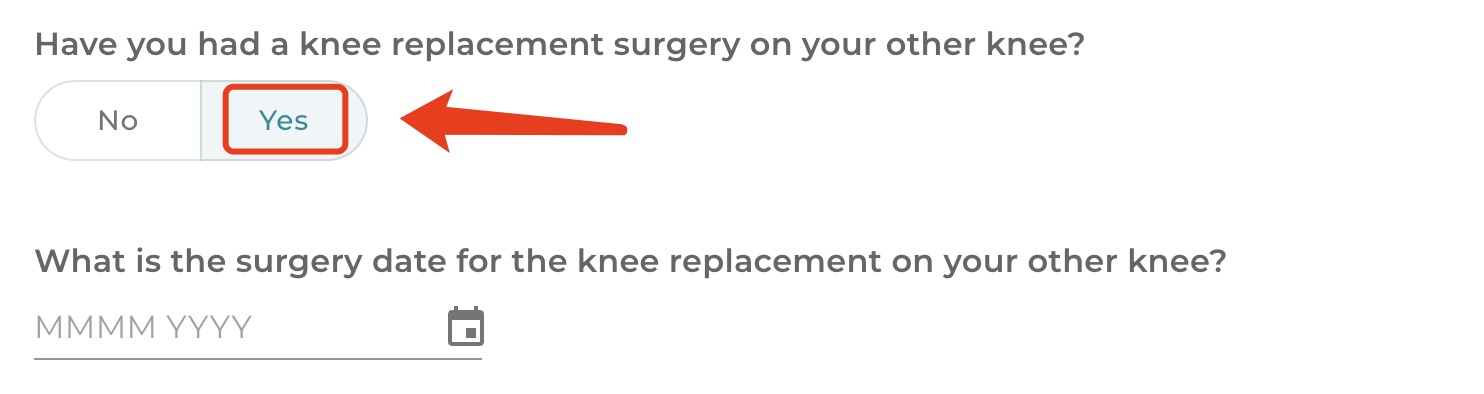 Have you had a knee replacement surgery on your other knee?
No Yes
What is the surgery date for the knee replacement on your other knee?
MMMM YYYY